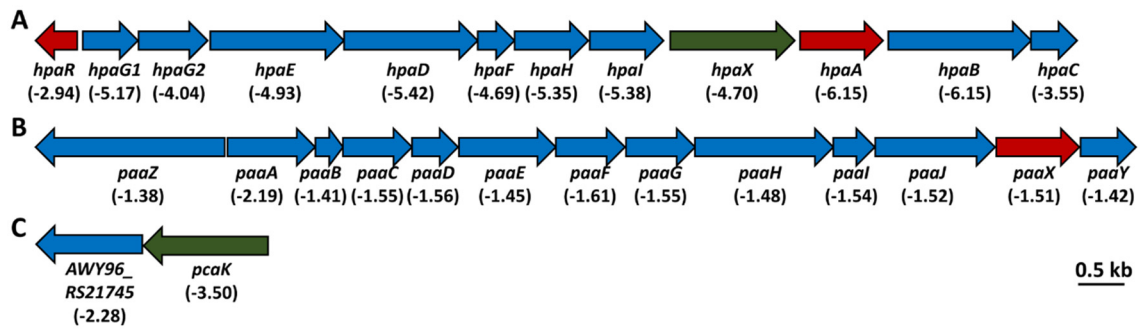 A
hpaR hpaG1 hpaG2 hpaE hpaD hpaF hpaH hpaI hpaX hpaA hpaB hpaC
(-2.94) (-5.17) (-4.04) (-4.93) (-5.42) (-4.69) (-5.35) (-5.38) (-4.70) (-6.15) (-6.15) (-3.55)
B
paaZ paaA paaB paaC paaD paaE paaF paaG paaH paaI paaJ paaX paaY
(-1.38) (-2.19) (-1.41) (-1.55) (-1.56) (-1.45) (-1.61) (-1.55) (-1.48) (-1.54) (-1.52) (-1.51) (-1.42)
C
AWY96_ pcaK
RS21745 (-3.50)
(-2.28)
0.5 kb